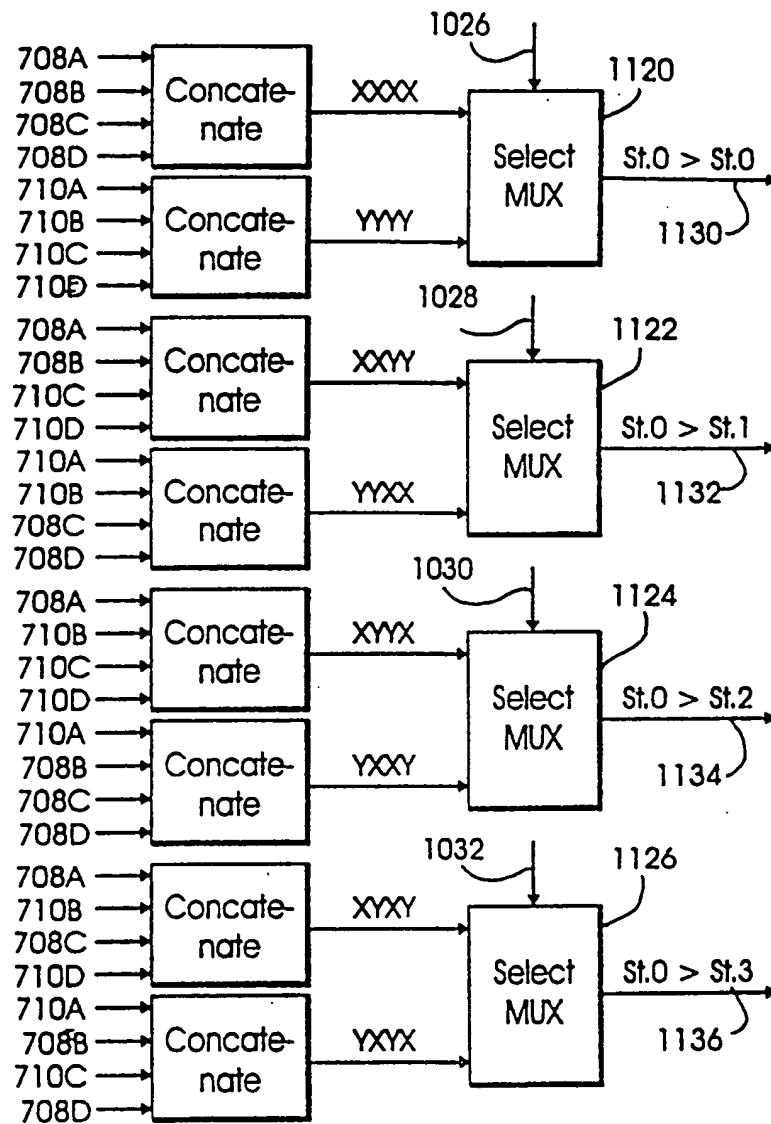 1026
708A
708B
708C
708D
Concate-
nate
XXXX
1120
Select
MUX
St.0 > St.0
1130
710A
710B
710C
710D
Concate-
nate
YYYY
1028
708A
708B
710C
710D
Concate-
nate
XXYY
1122
Select
MUX
St.0 > St.1
1132
710A
710B
708C
708D
Concate-
nate
YYXX
1030
708A
710B
710C
710D
Concate-
nate
XYYX
1124
Select
MUX
St.0 > St.2
1134
710A
708B
708C
708D
Concate-
nate
YXXY
1032
708A
710B
708C
710D
Concate-
nate
XYXY
1126
Select
MUX
St.0 > St.3
1136
710A
708B
710C
708D
Concate-
nate
YXYX